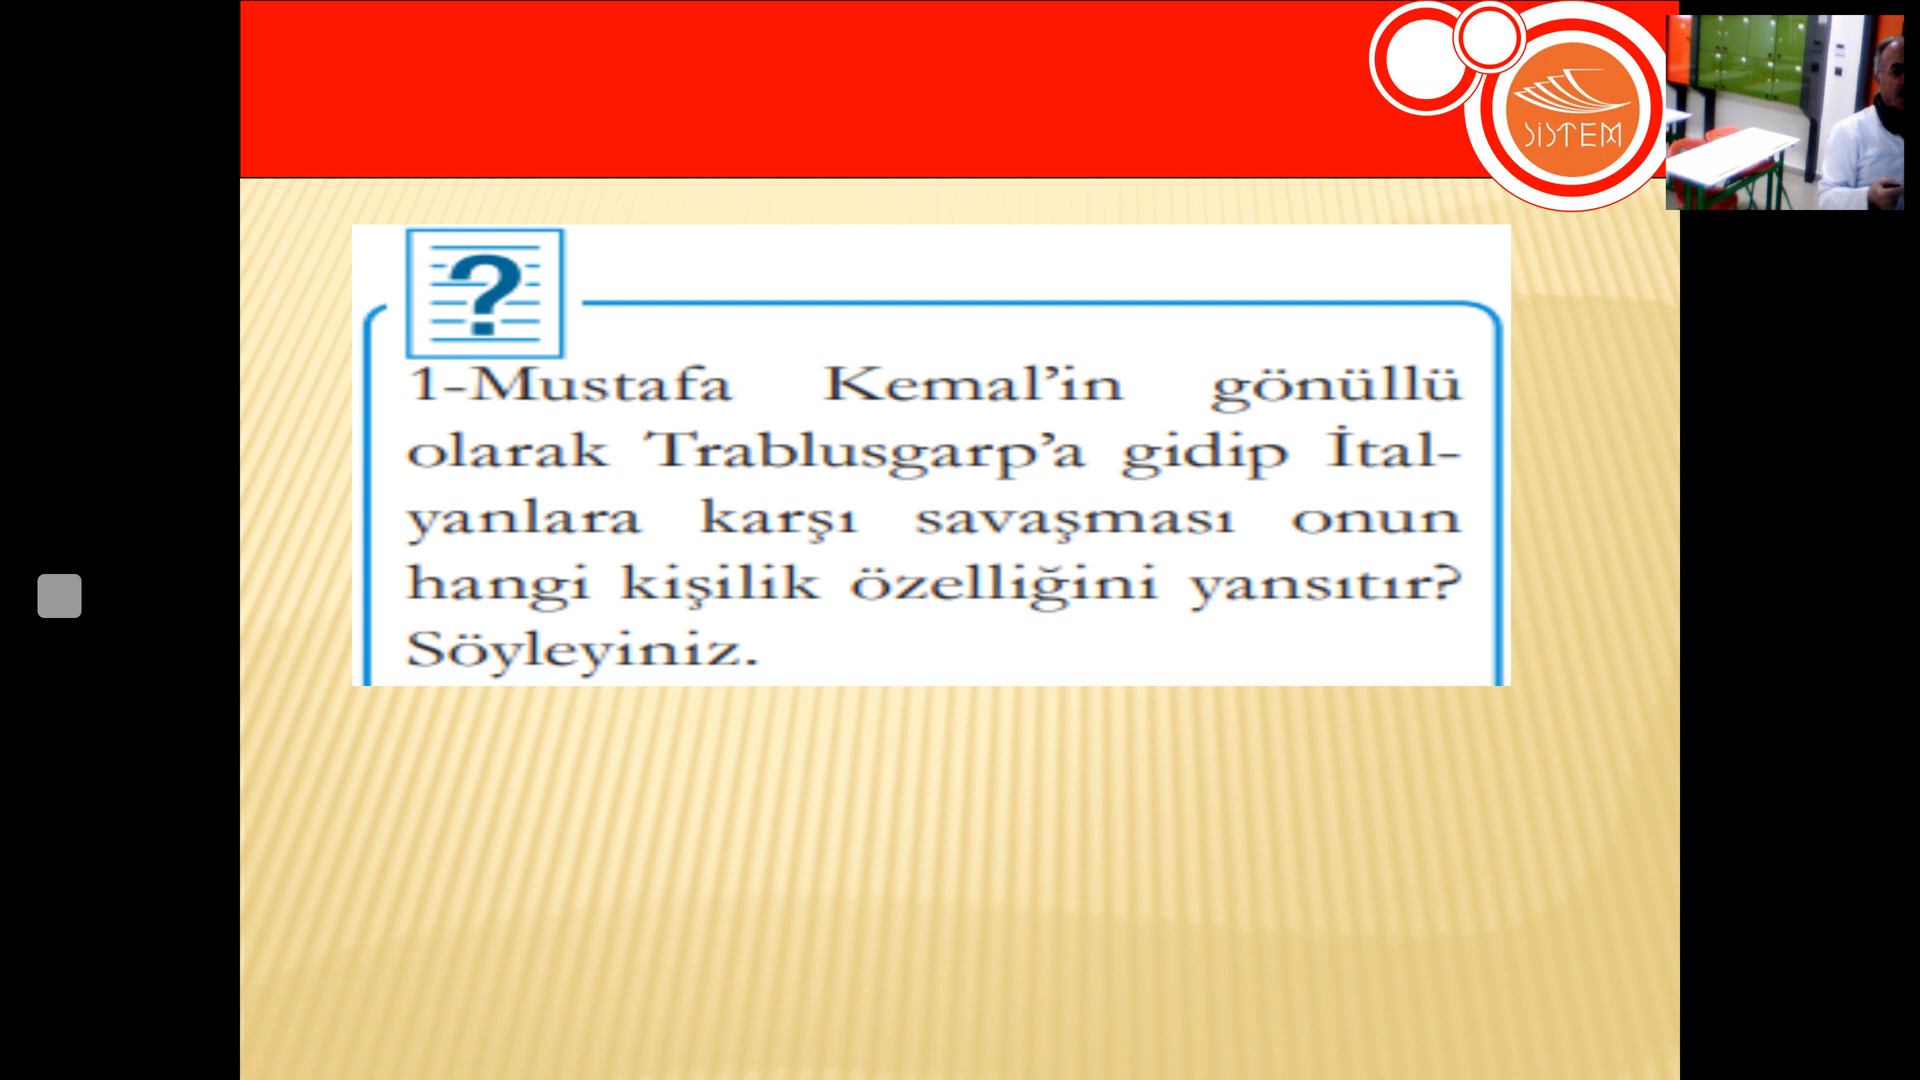 SİSTEM
?
1-Mustafa Kemal’in gönüllü
olarak Trablusgarp’a gidip İtal-
yanlara karşı savaşması onun
hangi kişilik özelliğini yansıtır?
Söyleyiniz.